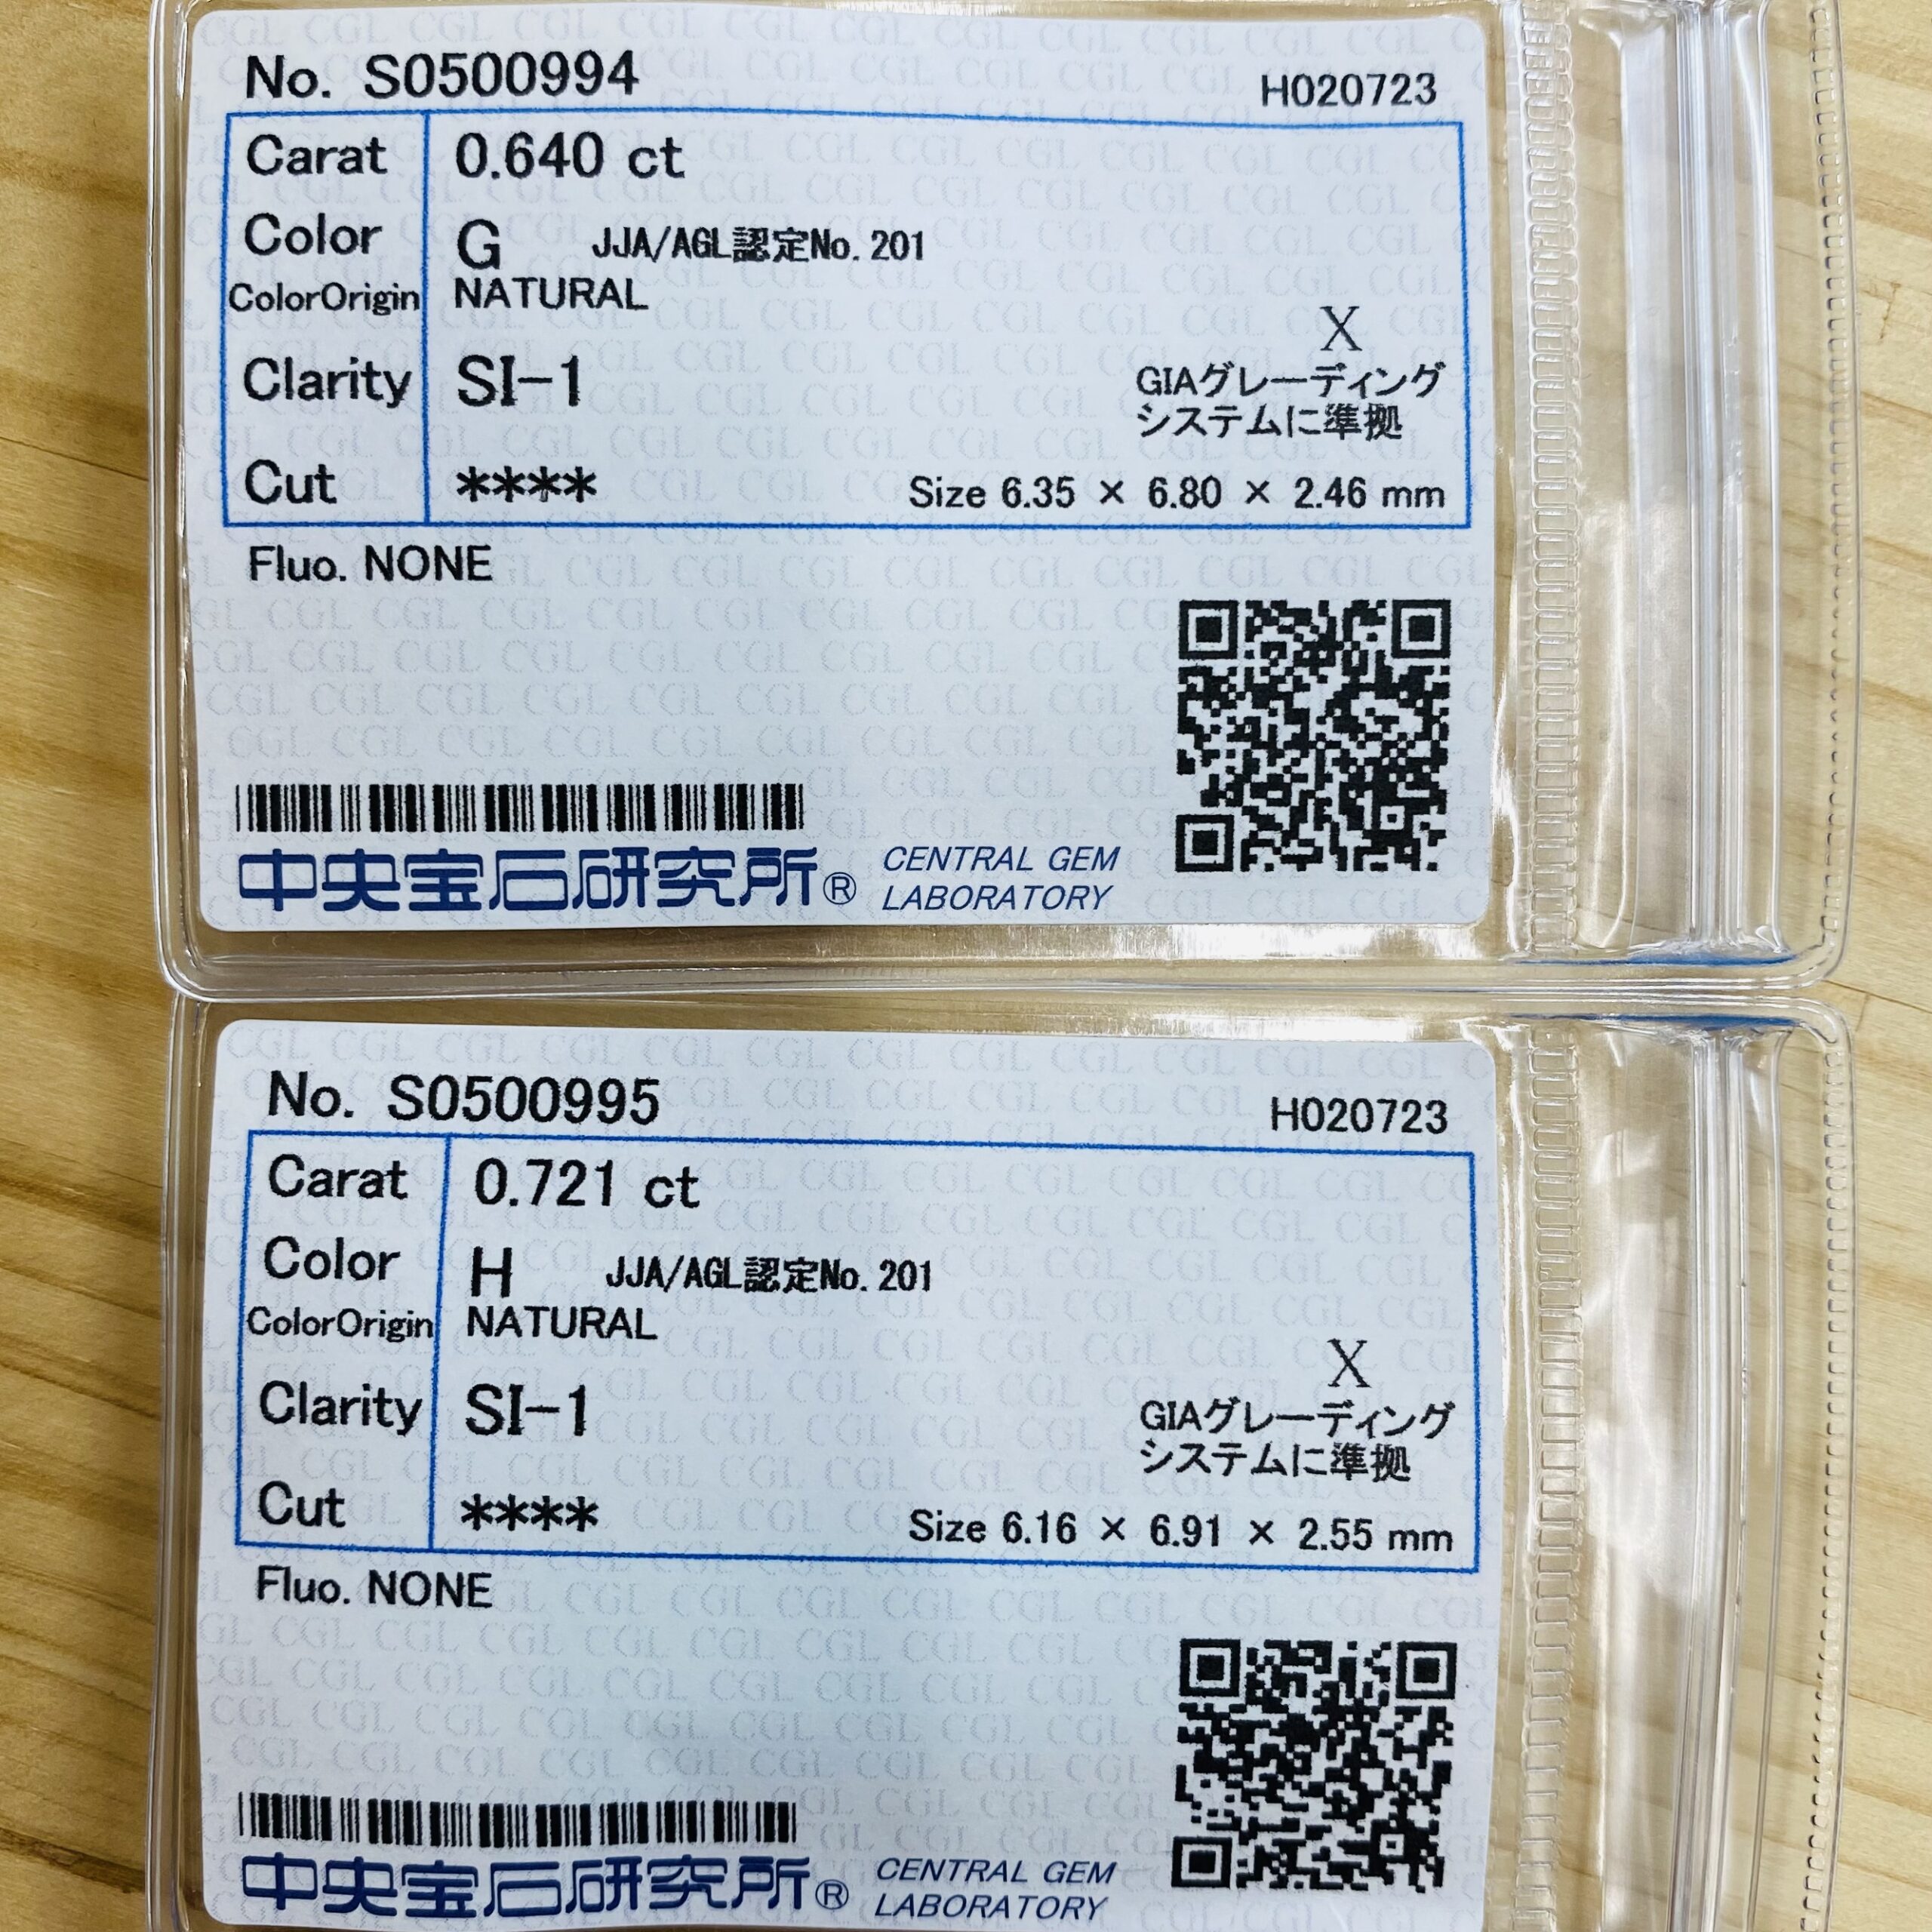 No. S0500994
H020723
Carat 0.640 ct
Color G JJA/AGL認定No.201
ColorOrigin NATURAL
X
Clarity SI-1
GIAグレーディング
システムに準拠
Cut ****
Size 6.35 × 6.80 × 2.46 mm
Fluo. NONE
中央宝石研究所® CENTRAL GEM
LABORATORY
No. S0500995
H020723
Carat 0.721 ct
Color H JJA/AGL認定No.201
ColorOrigin NATURAL
X
Clarity SI-1
GIAグレーディング
システムに準拠
Cut ****
Size 6.16 × 6.91 × 2.55 mm
Fluo. NONE
中央宝石研究所® CENTRAL GEM
LABORATORY